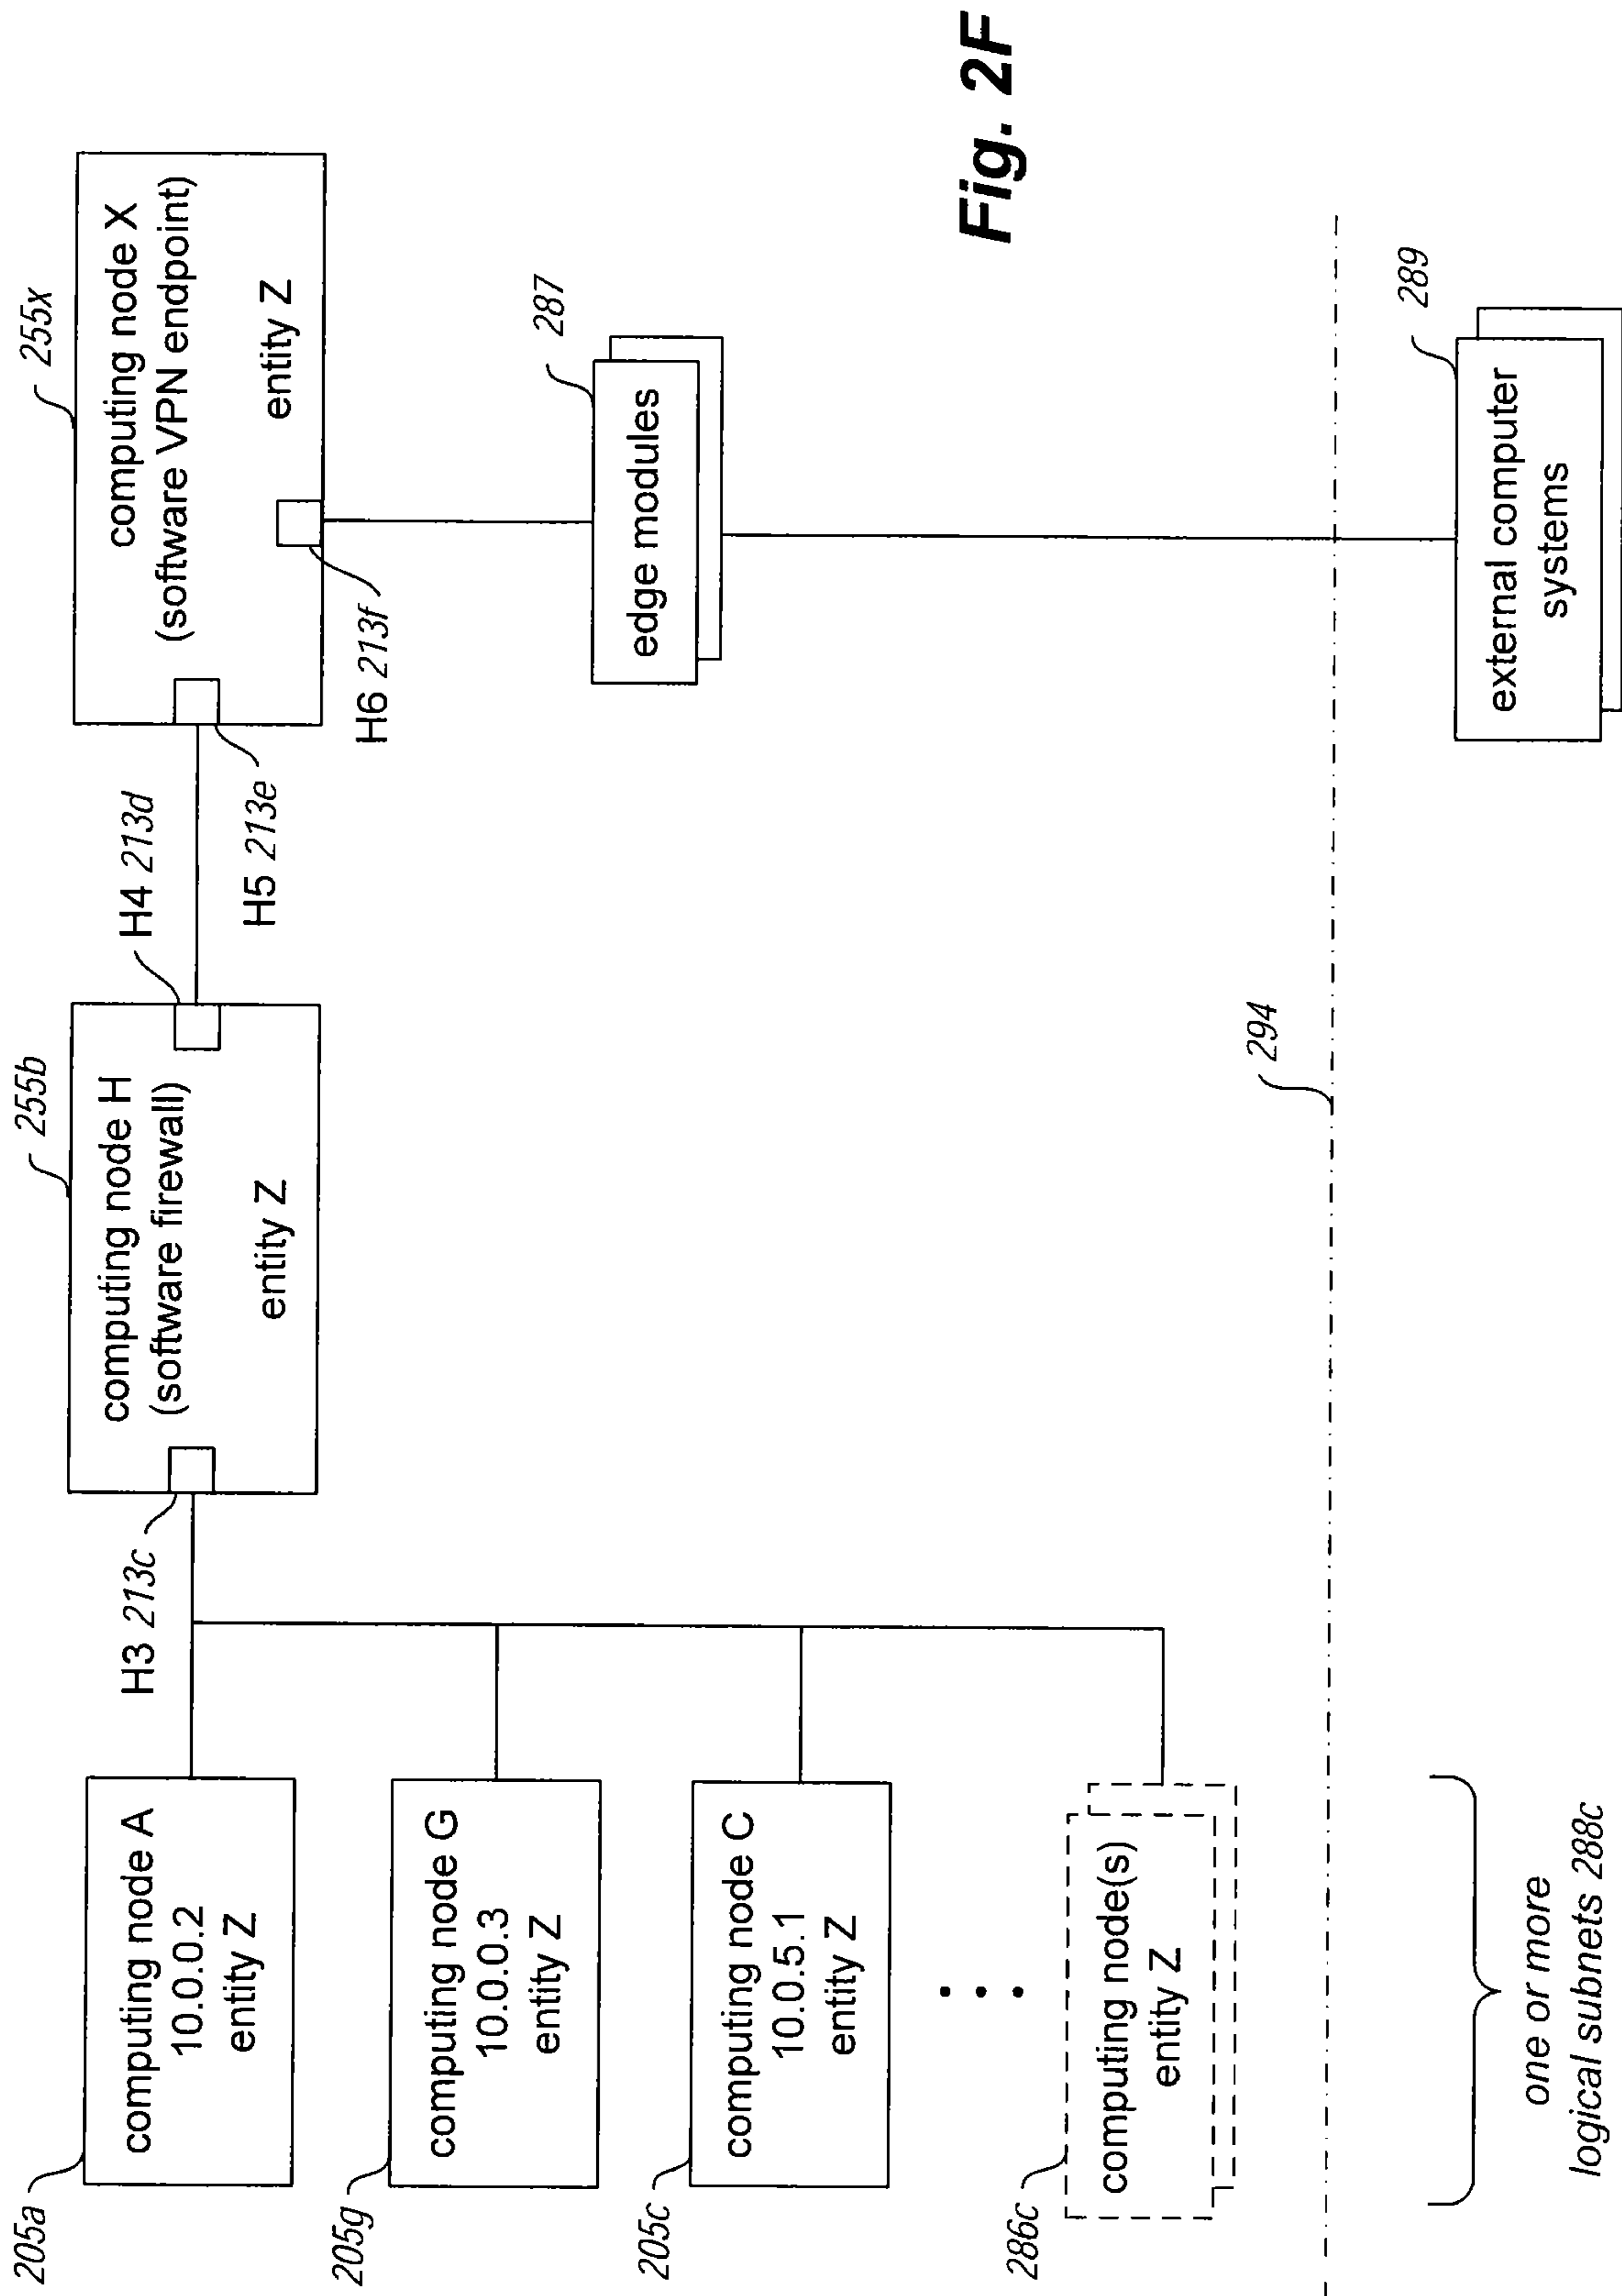 205a
computing node A
10.0.0.2
entity Z
205g
computing node G
10.0.0.3
entity Z
205c
computing node C
10.0.5.1
entity Z
286c
computing node(s)
entity Z
one or more
logical subnets 288c
H3 213c
255b
computing node H
(software firewall)
entity Z
H4 213d
H5 213e
255x
computing node X
(software VPN endpoint)
entity Z
H6 213f
287
edge modules
294
289
external computer
systems
Fig. 2F